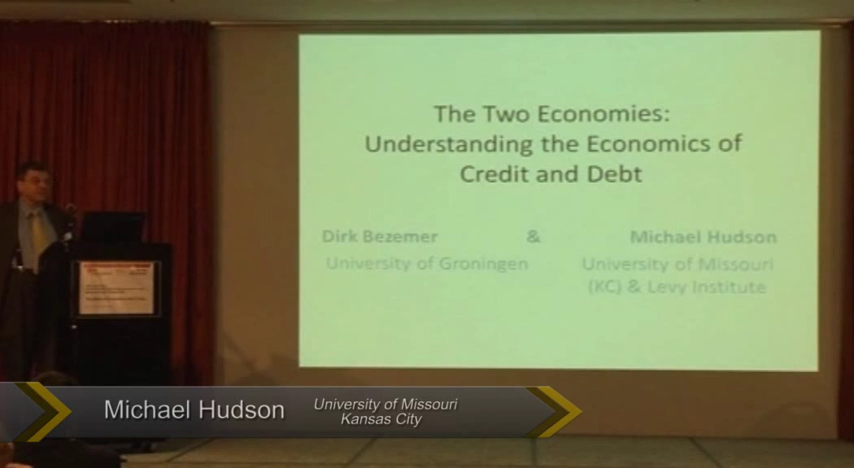 The Two Economies:
Understanding the Economics of
Credit and Debt
Dirk Bezemer & Michael Hudson
University of Groningen University of Missouri
(KC) & Levy Institute
Michael Hudson University of Missouri
Kansas City